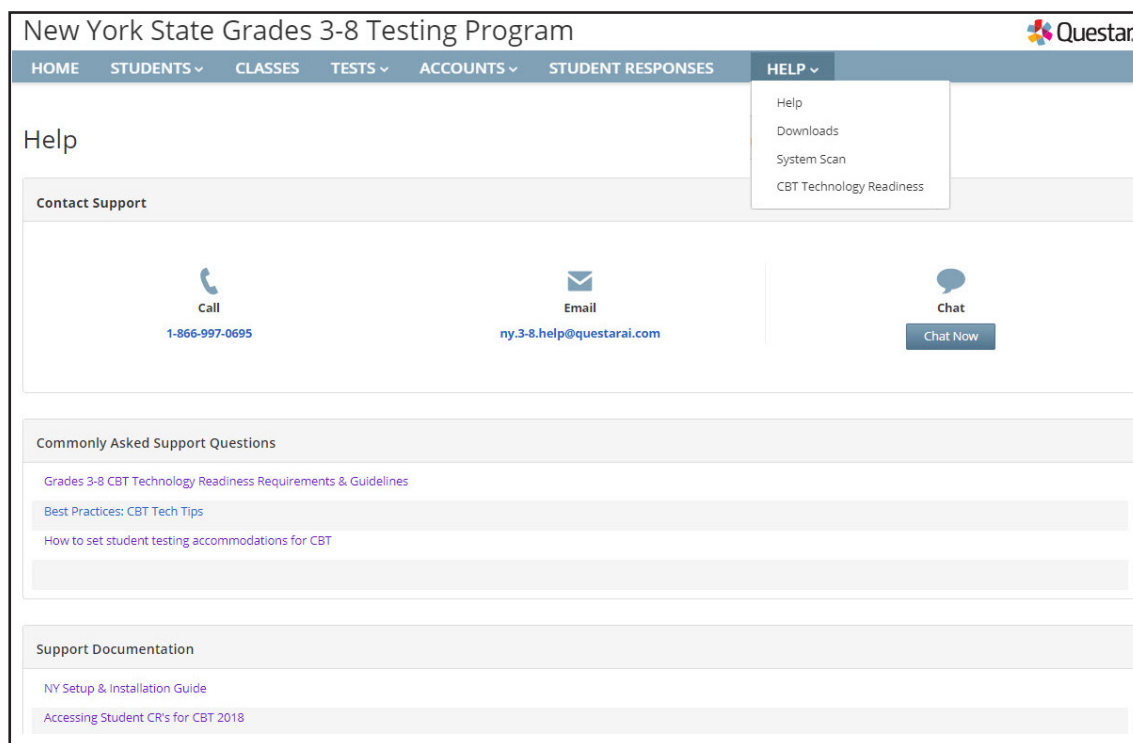 New York State Grades 3-8 Testing Program
Questar
HOME STUDENTS CLASSES TESTS ACCOUNTS STUDENT RESPONSES HELP
Help
Downloads
System Scan
CBT Technology Readiness
Help
Contact Support
Call
1-866-997-0695
Email
ny.3-8.help@questarai.com
Chat
Chat Now
Commonly Asked Support Questions
Grades 3-8 CBT Technology Readiness Requirements & Guidelines
Best Practices: CBT Tech Tips
How to set student testing accommodations for CBT
Support Documentation
NY Setup & Installation Guide
Accessing Student CR's for CBT 2018